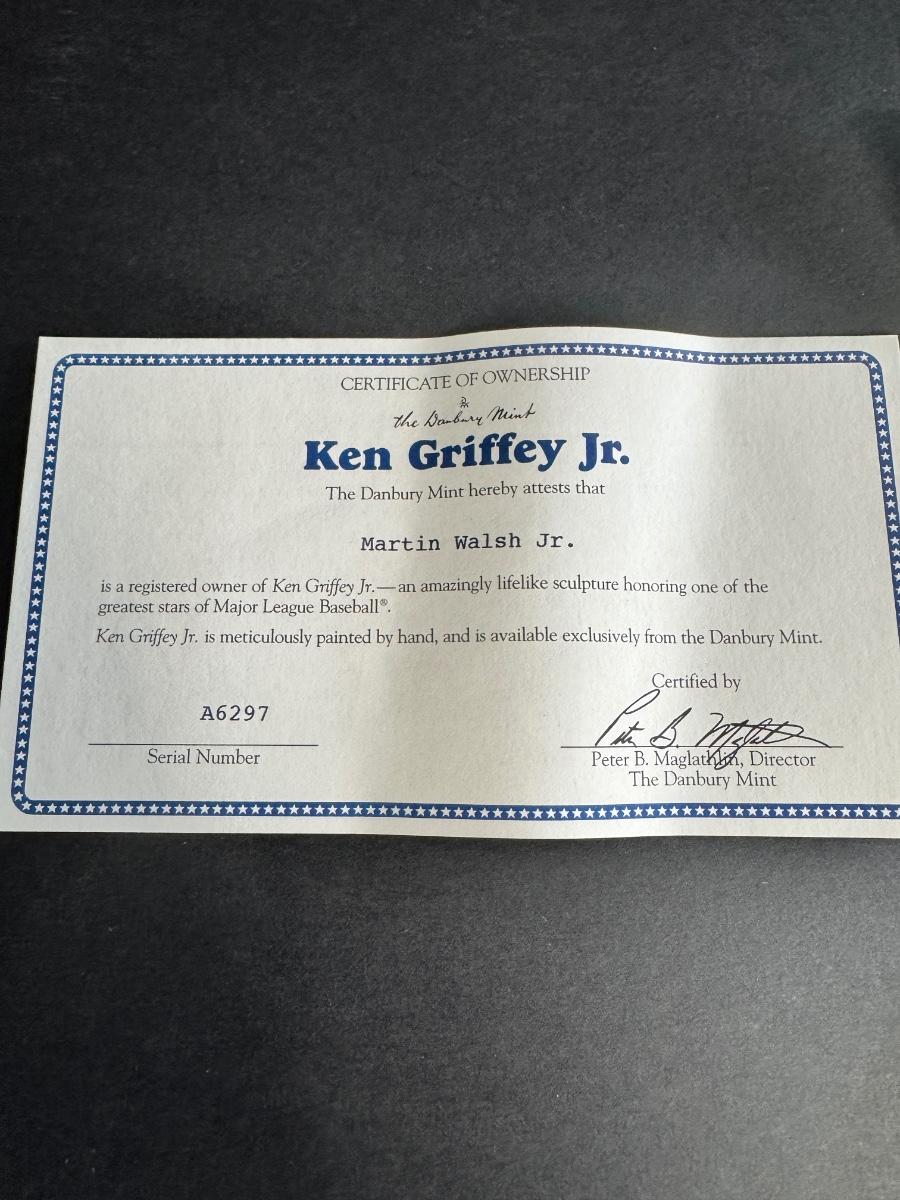 CERTIFICATE OF OWNERSHIP
the Danbury Mint
Ken Griffey Jr.
The Danbury Mint hereby attests that
Martin Walsh Jr.
is a registered owner of Ken Griffey Jr.—an amazingly lifelike sculpture honoring one of the
greatest stars of Major League Baseball®.
Ken Griffey Jr. is meticulously painted by hand, and is available exclusively from the Danbury Mint.
Certified by
A6297
Peter B. Maglathlin
Serial Number
Peter B. Maglathlin, Director
The Danbury Mint